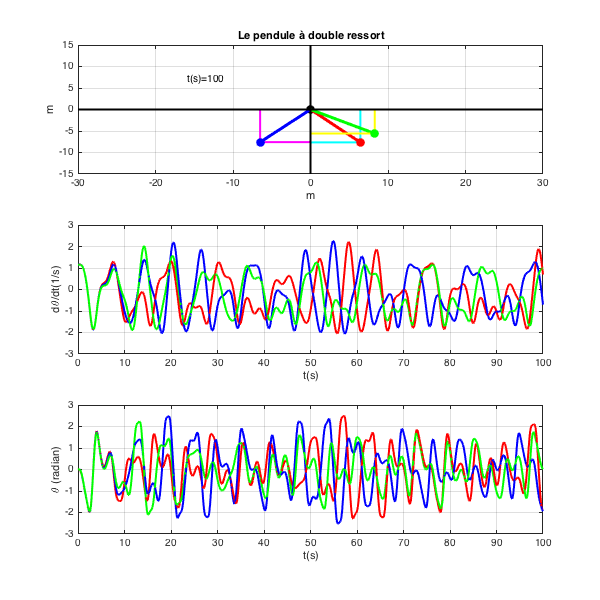 Le pendule à double ressort
15
10
5
0
-5
-10
-15
m
t(s)=100
-30 -20 -10 0 10 20 30
m
3
2
1
0
-1
-2
-3
dθ/dt(1/s)
0 10 20 30 40 50 60 70 80 90 100
t(s)
3
2
1
0
-1
-2
-3
θ (radian)
0 10 20 30 40 50 60 70 80 90 100
t(s)